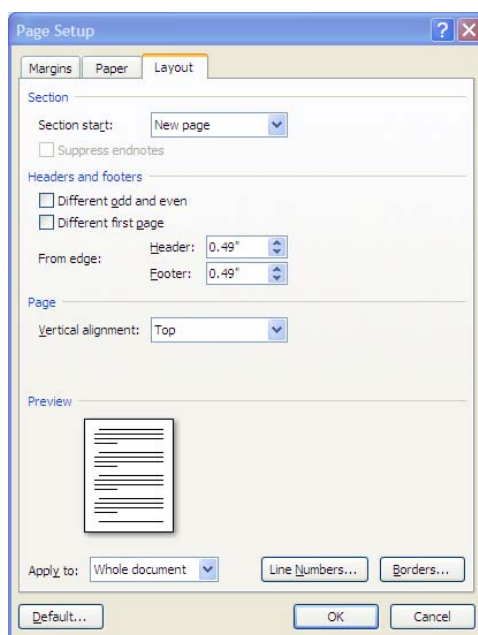 Page Setup
Margins Paper Layout
Section
Section start: New page
Suppress endnotes
Headers and footers
Different odd and even
Different first page
From edge:
Header: 0.49"
Footer: 0.49"
Page
Vertical alignment: Top
Preview
Apply to: Whole document Line Numbers... Borders...
Default... OK Cancel